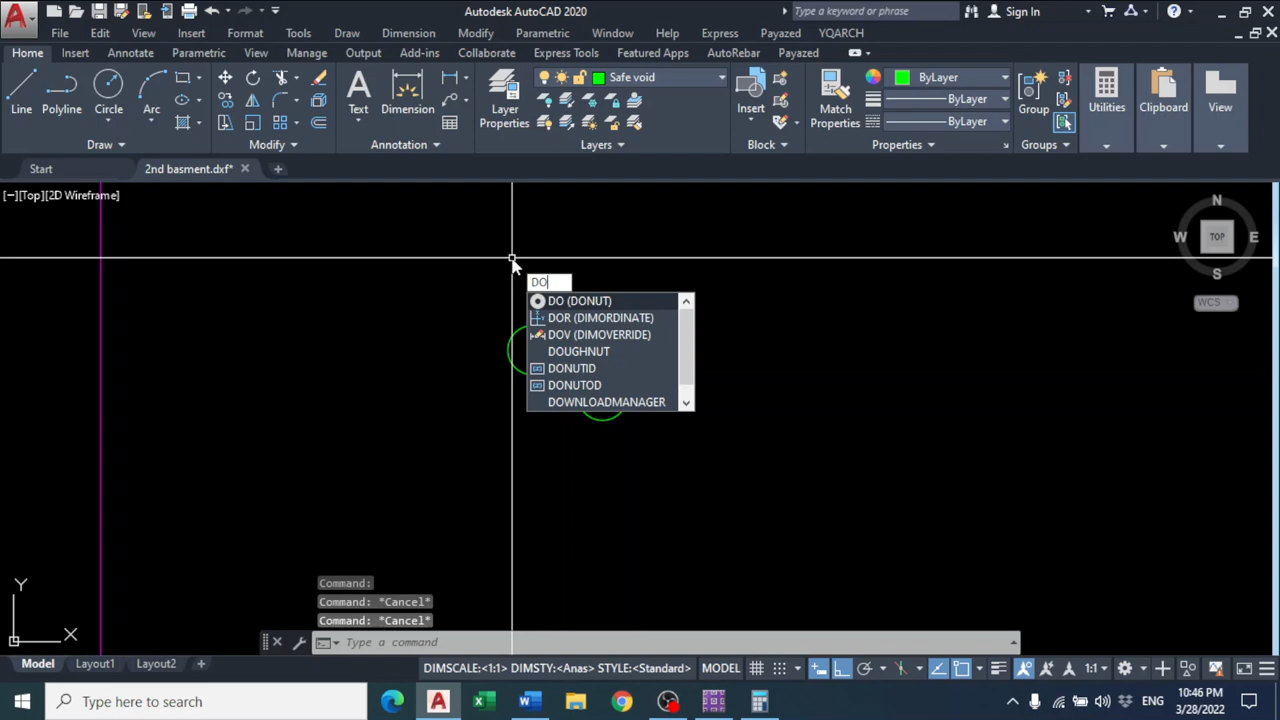 Autodesk AutoCAD 2020
Type a keyword or phrase
Sign In
File Edit View Insert Format Tools Draw Dimension Modify Parametric Window Help Express Payazed YQARCH
Home Insert Annotate Parametric View Manage Output Add-ins Collaborate Express Tools Featured Apps AutoRebar Payazed
Safe void
ByLayer
ByLayer
ByLayer
Line Polyline Circle Arc
Text Dimension
Layer
Properties
Insert
Match
Properties
Group
Utilities
Clipboard
View
Draw Modify Annotation Layers Block Properties Groups
Start 2nd basment.dxf*
[−][Top][2D Wireframe]
N
W TOP E
S
WCS
DO
DO (DONUT)
DOR (DIMORDINATE)
DOV (DIMOVERRIDE)
DOUGHNUT
DONUTID
DONUTOD
DOWNLOADMANAGER
Command:
Command: *Cancel*
Command: *Cancel*
Type a command
Y
X
Model Layout1 Layout2
DIMSCALE:<1:1> DIMSTY:<Anas> STYLE:<Standard> MODEL
1:1
Type here to search
ENG
10:46 PM
3/28/2022